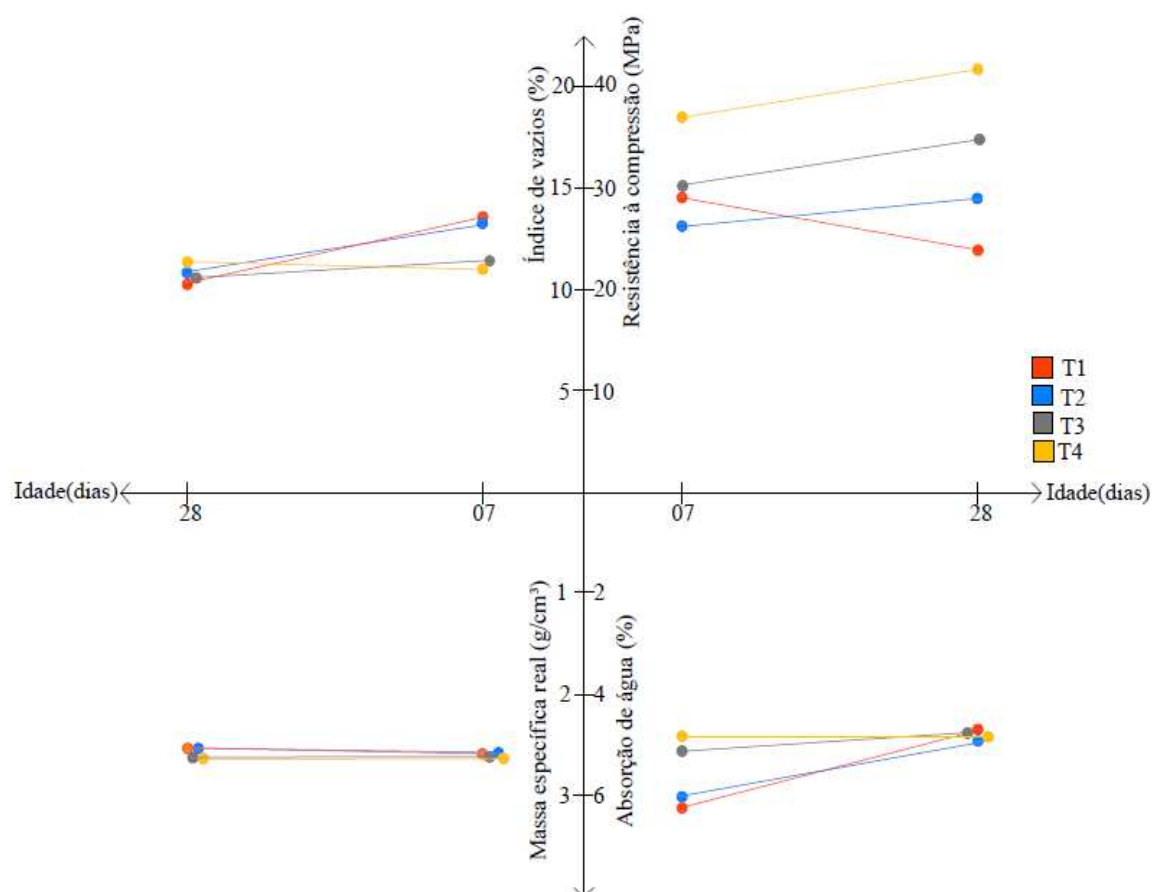 Índice de vazios (%)
Resistência à compressão (MPa)
20
40
15
30
10
20
5
10
T1
T2
T3
T4
Idade(dias)
28
07
07
28
Idade(dias)
Massa específica real (g/cm³)
Absorção de água (%)
1
2
2
4
3
6